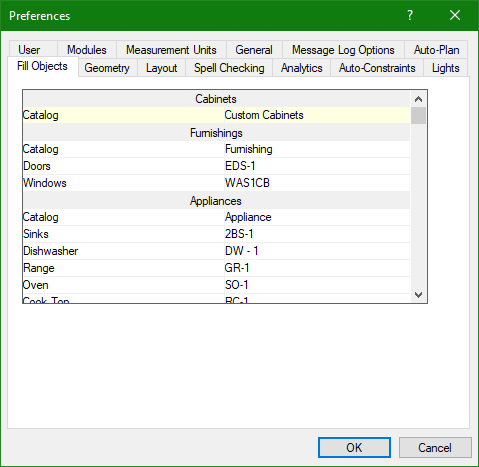 Preferences
User Modules Measurement Units General Message Log Options Auto-Plan
Fill Objects Geometry Layout Spell Checking Analytics Auto-Constraints Lights
Cabinets
Catalog Custom Cabinets
Furnishings
Catalog Furnishing
Doors EDS-1
Windows WAS1CB
Appliances
Catalog Appliance
Sinks 2BS-1
Dishwasher DW - 1
Range GR-1
Oven SO-1
Cook Top RC-1
OK Cancel